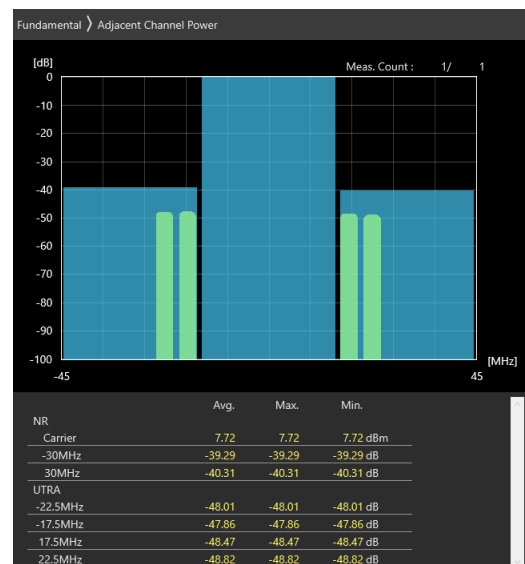 Fundamental 〉 Adjacent Channel Power
[dB]
Meas. Count : 1/ 1
0
-10
-20
-30
-40
-50
-60
-70
-80
-90
-100
[MHz]
-45 45
Avg. Max. Min.
NR
Carrier 7.72 7.72 7.72 dBm
-30MHz -39.29 -39.29 -39.29 dB
30MHz -40.31 -40.31 -40.31 dB
UTRA
-22.5MHz -48.01 -48.01 -48.01 dB
-17.5MHz -47.86 -47.86 -47.86 dB
17.5MHz -48.47 -48.47 -48.47 dB
22.5MHz -48.82 -48.82 -48.82 dB